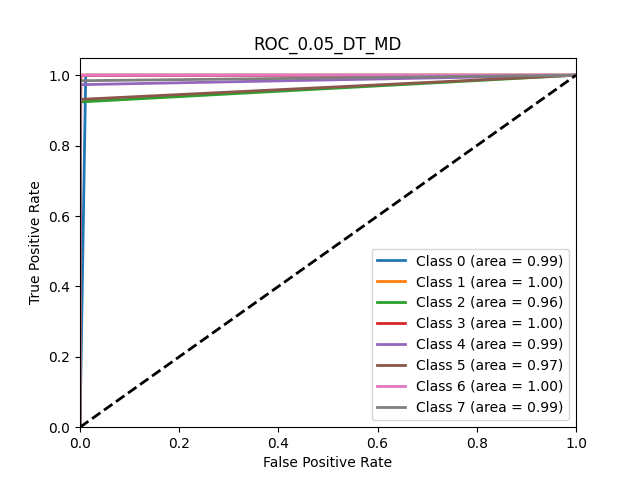 ROC_0.05_DT_MD
True Positive Rate
1.0
0.8
0.6
0.4
0.2
0.0
Class 0 (area = 0.99)
Class 1 (area = 1.00)
Class 2 (area = 0.96)
Class 3 (area = 1.00)
Class 4 (area = 0.99)
Class 5 (area = 0.97)
Class 6 (area = 1.00)
Class 7 (area = 0.99)
0.0 0.2 0.4 0.6 0.8 1.0
False Positive Rate